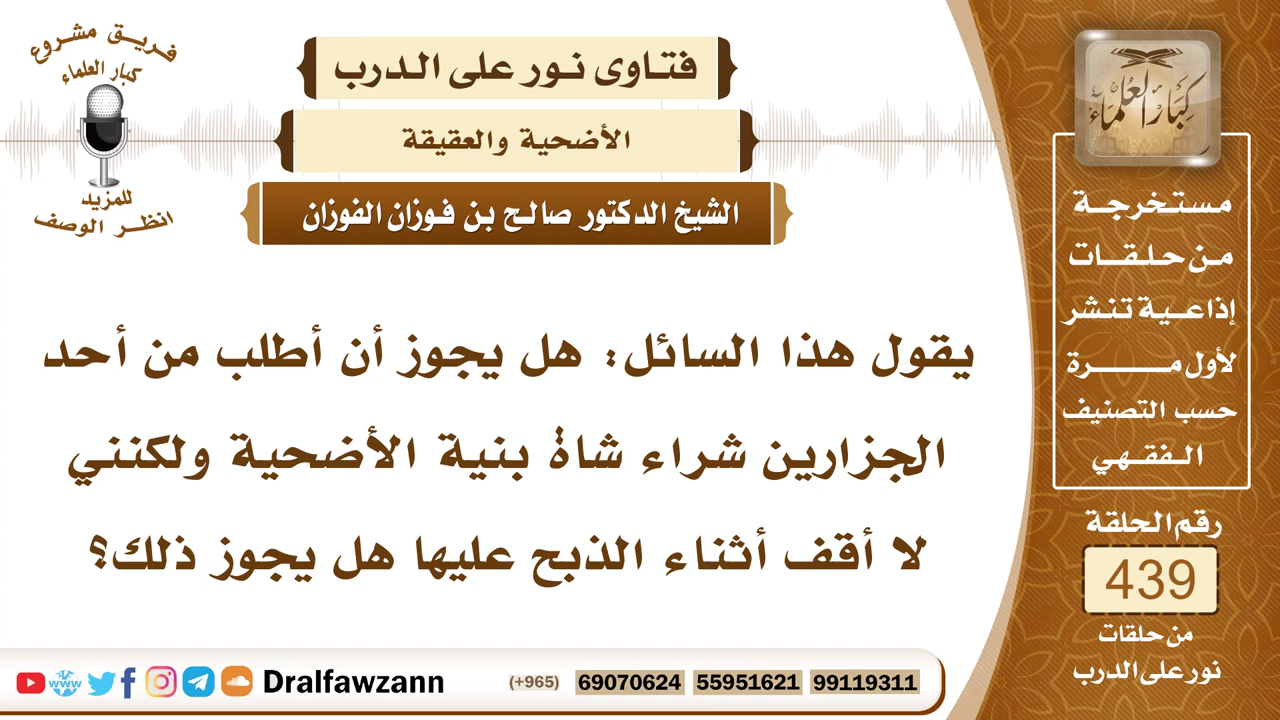 فريق مشروع
كبار العلماء
للمزيد
انظر الوصف
فتاوى نور على الدرب
الأضحية والعقيقة
الشيخ الدكتور صالح بن فوزان الفوزان
يقول هذا السائل: هل يجوز أن أطلب من أحد
الجزارين شراء شاة بنية الأضحية ولكنني
لا أقف أثناء الذبح عليها هل يجوز ذلك؟
كبار العلماء
مستخرجة
من حلقات
إذاعية تنشر
لأول مرة
حسب التصنيف
الفقهي
رقم الحلقة
439
من حلقات
نور على الدرب
www Dralfawzann (+965) 69070624 55951621 99119311